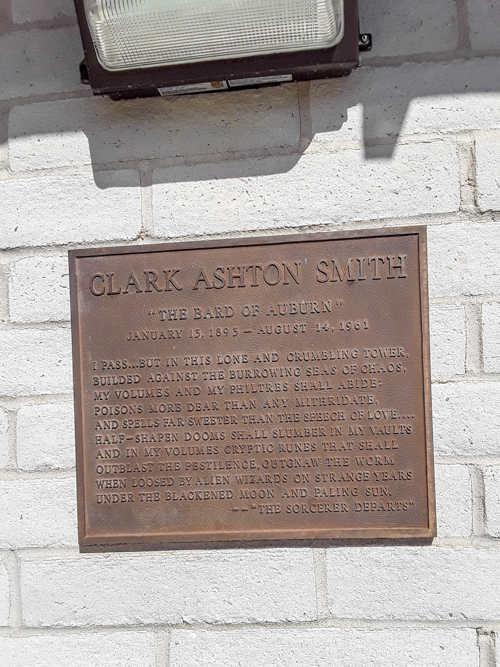 CLARK ASHTON SMITH
"THE BARD OF AUBURN"
JANUARY 13, 1893 — AUGUST 14, 1961
I PASS...BUT IN THIS LONE AND CRUMBLING TOWER,
BUILDED AGAINST THE BURROWING SEAS OF CHAOS,
MY VOLUMES AND MY PHILTRES SHALL ABIDE:
POISONS MORE DEAR THAN ANY MITHRIDATE,
AND SPELLS FAR SWEETER THAN THE SPEECH OF LOVE....
HALF-SHAPEN DOOMS SHALL SLUMBER IN MY VAULTS
AND IN MY VOLUMES CRYPTIC RUNES THAT SHALL
OUTBLAST THE PESTILENCE, OUTGNAW THE WORM
WHEN LOOSED BY ALIEN WIZARDS ON STRANGE YEARS
UNDER THE BLACKENED MOON AND PALING SUN.
——"THE SORCERER DEPARTS"